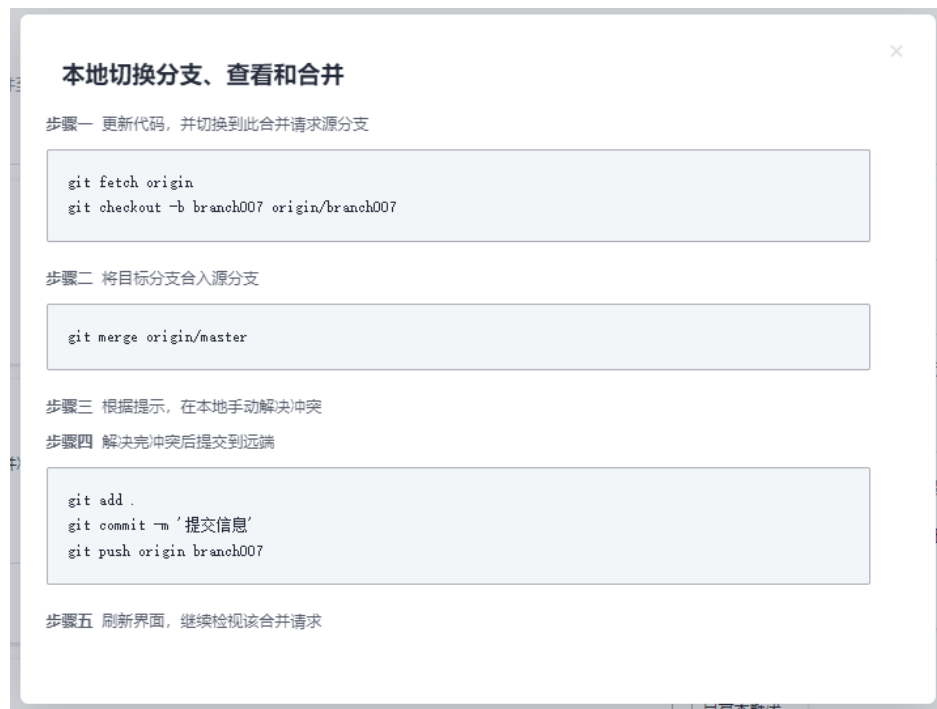 本地切换分支、查看和合并
步骤一 更新代码，并切换到此合并请求源分支
git fetch origin
git checkout -b branch007 origin/branch007
步骤二 将目标分支合入源分支
git merge origin/master
步骤三 根据提示，在本地手动解决冲突
步骤四 解决完冲突后提交到远端
git add .
git commit -m '提交信息'
git push origin branch007
步骤五 刷新界面，继续检视该合并请求